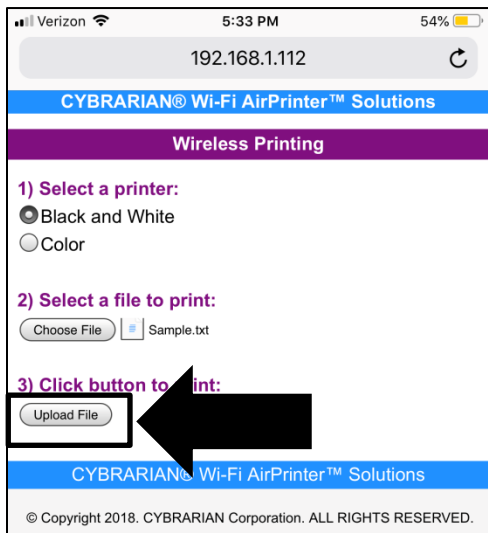 Verizon 5:33 PM 54%
192.168.1.112
CYBRARIAN® Wi-Fi AirPrinter™ Solutions
Wireless Printing
1) Select a printer:
Black and White
Color
2) Select a file to print:
Choose File Sample.txt
3) Click button to int:
Upload File
CYBRARIAN® Wi-Fi AirPrinter™ Solutions
© Copyright 2018. CYBRARIAN Corporation. ALL RIGHTS RESERVED.